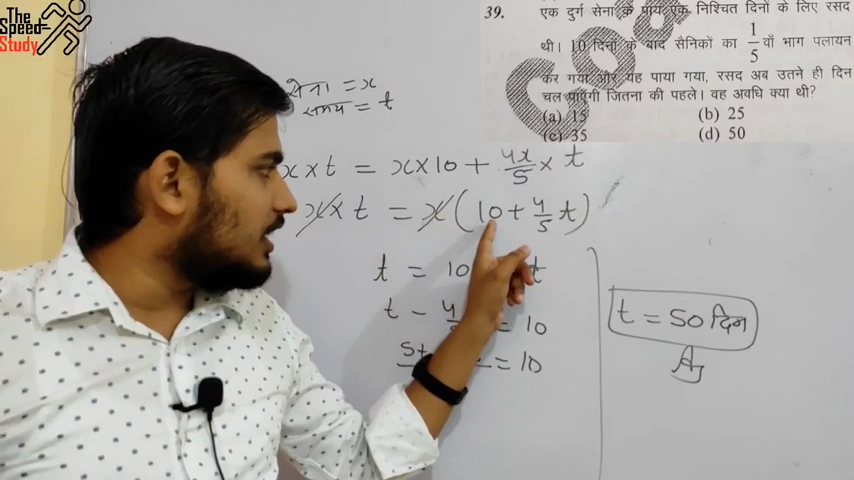 The
Speed
Study
39. एक दुर्ग सेना के पास एक निश्चित दिनों के लिए रसद
थी। 10 दिनों के बाद सैनिकों का 1/5 वाँ भाग पलायन
कर गया और यह पाया गया, रसद अब उतने ही दिन
चल पाएगी जितना की पहले। वह अवधि क्या थी?
(a) 15 (b) 25
(c) 35 (d) 50
सेना = x
समय = t
x × t = x × 10 + 4x/5 × t
x × t = x (10 + 4/5 t)
t = 10 t
t - 4 = 10
5t = 10
t = 50 दिन
A